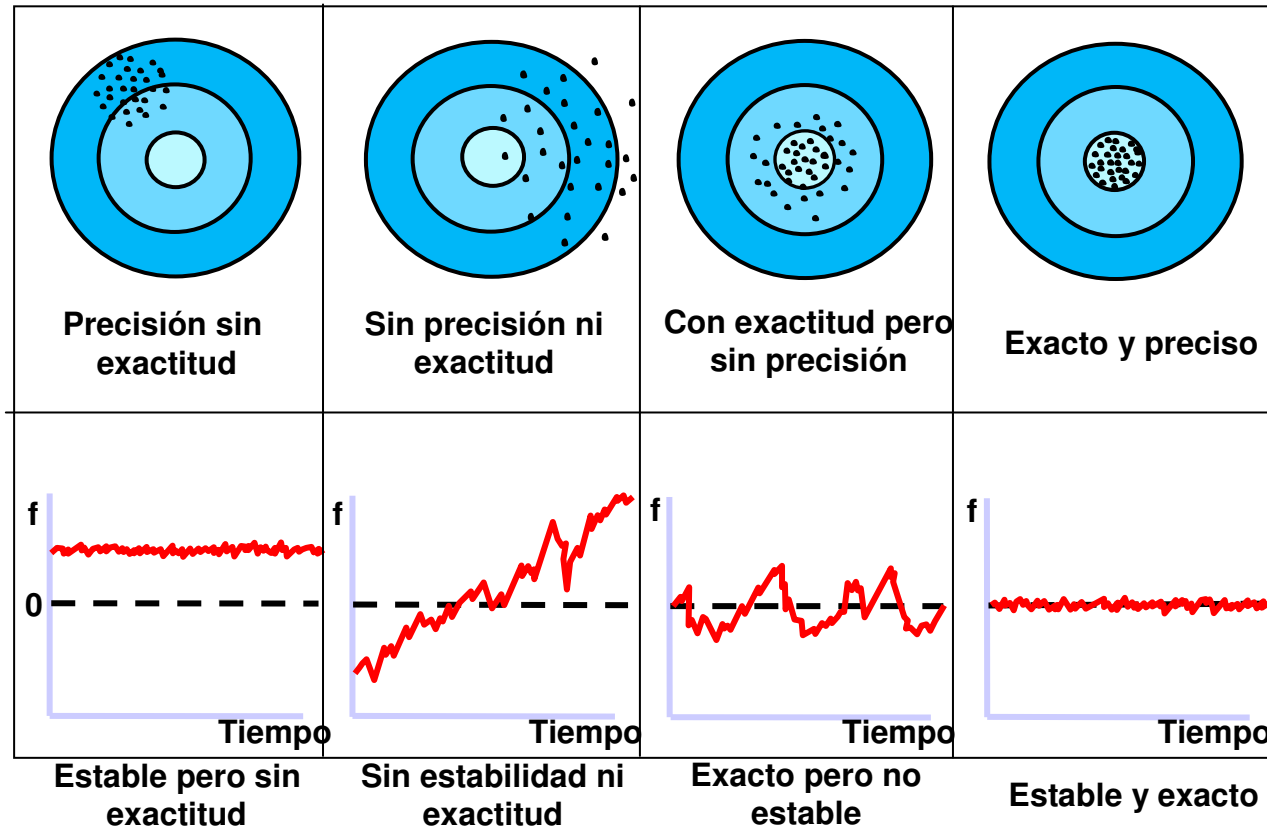 Precisión sin
exactitud
Sin precisión ni
exactitud
Con exactitud pero
sin precisión
Exacto y preciso
f
0
Tiempo
f
Tiempo
f
Tiempo
f
Tiempo
Estable pero sin
exactitud
Sin estabilidad ni
exactitud
Exacto pero no
estable
Estable y exacto